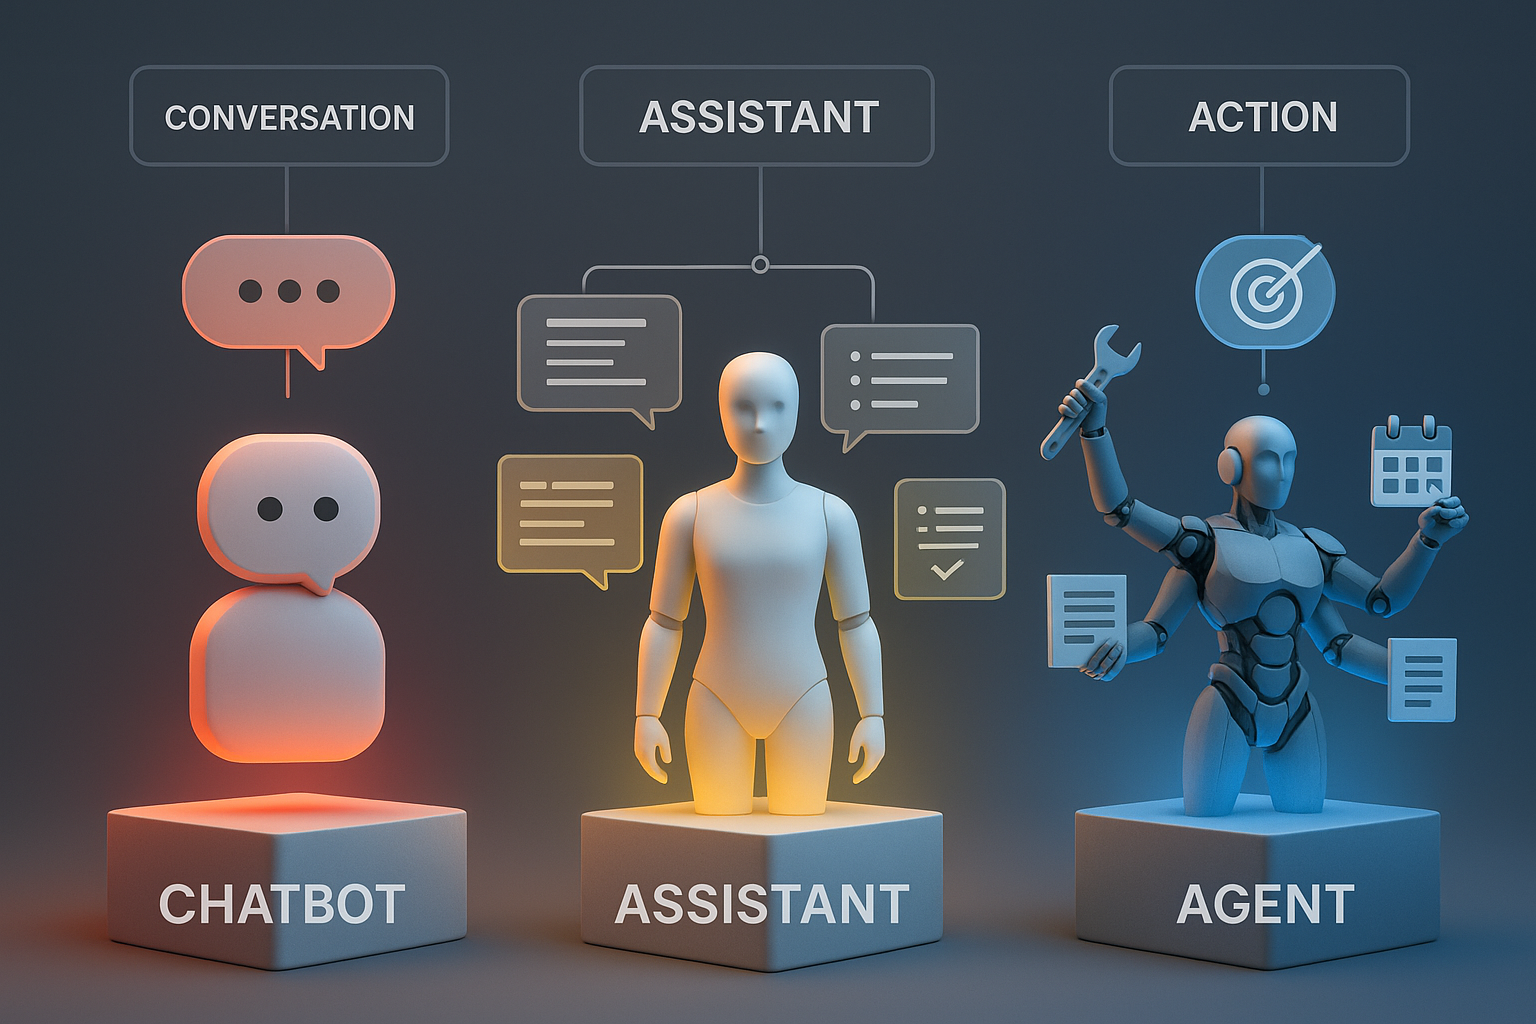 CONVERSATION
ASSISTANT
ACTION
CHATBOT
ASSISTANT
AGENT